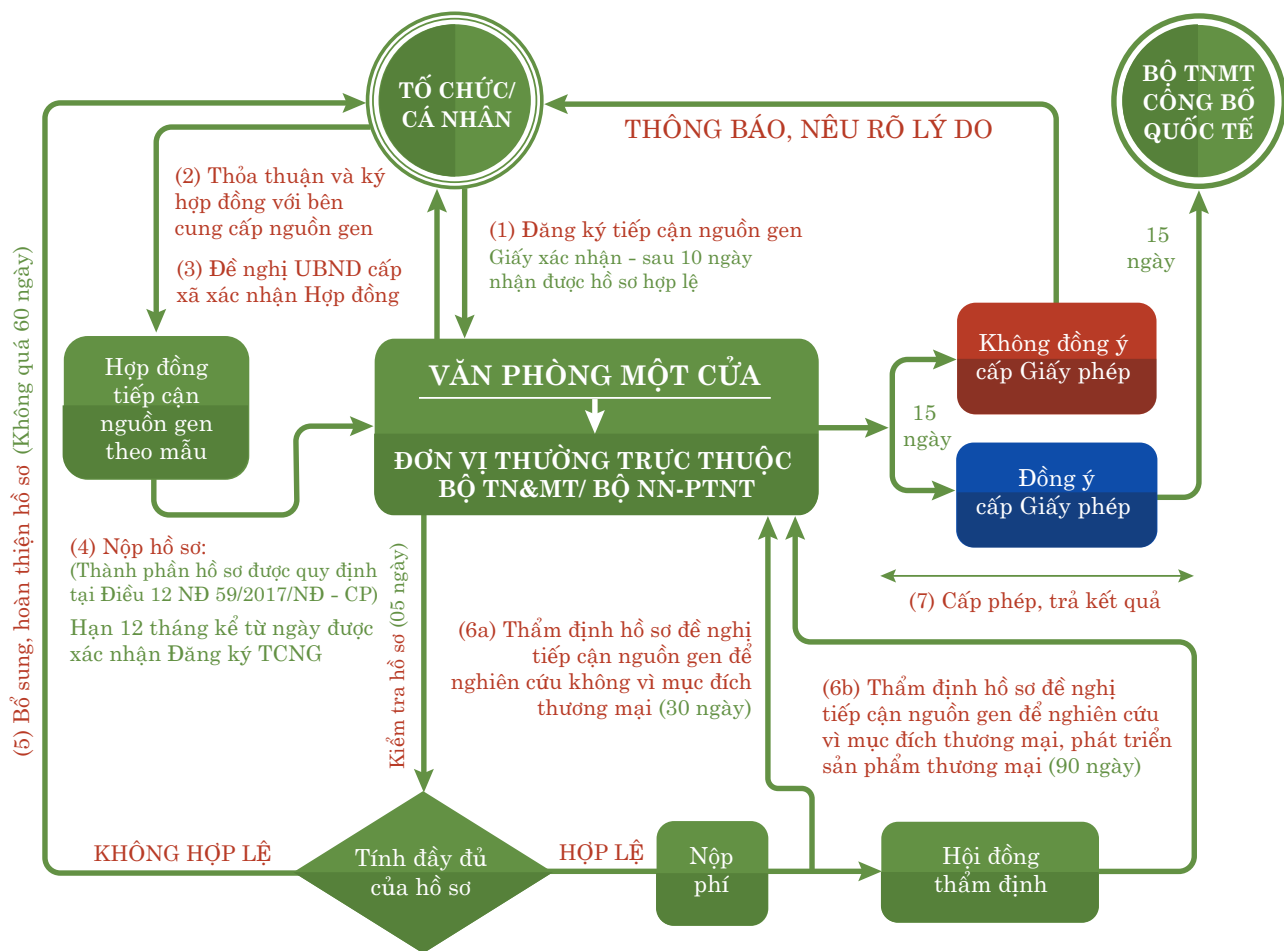 TỔ CHỨC/
CÁ NHÂN
BỘ TNMT
CÔNG BỐ
QUỐC TẾ
THÔNG BÁO, NÊU RÕ LÝ DO
(2) Thỏa thuận và ký
hợp đồng với bên
cung cấp nguồn gen
(3) Đề nghị UBND cấp
xã xác nhận Hợp đồng
(1) Đăng ký tiếp cận nguồn gen
Giấy xác nhận - sau 10 ngày
nhận được hồ sơ hợp lệ
15
ngày
Hợp đồng
tiếp cận
nguồn gen
theo mẫu
VĂN PHÒNG MỘT CỬA
ĐƠN VỊ THƯỜNG TRỰC THUỘC
BỘ TN&MT/ BỘ NN-PTNT
15
ngày
Không đồng ý
cấp Giấy phép
Đồng ý
cấp Giấy phép
(7) Cấp phép, trả kết quả
(4) Nộp hồ sơ:
(Thành phần hồ sơ được quy định
tại Điều 12 NĐ 59/2017/NĐ - CP)
Hạn 12 tháng kể từ ngày được
xác nhận Đăng ký TCNG
(5) Bổ sung, hoàn thiện hồ sơ (Không quá 60 ngày)
Kiểm tra hồ sơ (05 ngày)
(6a) Thẩm định hồ sơ đề nghị
tiếp cận nguồn gen để
nghiên cứu không vì mục đích
thương mại (30 ngày)
(6b) Thẩm định hồ sơ đề nghị
tiếp cận nguồn gen để nghiên cứu
vì mục đích thương mại, phát triển
sản phẩm thương mại (90 ngày)
KHÔNG HỢP LỆ
Tính đầy đủ
của hồ sơ
HỢP LỆ
Nộp
phí
Hội đồng
thẩm định